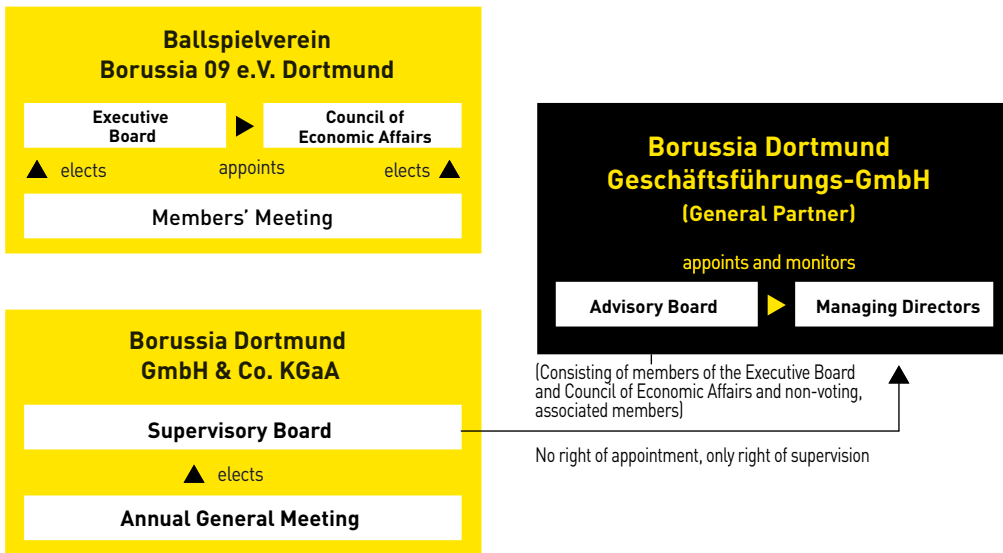 Ballspielverein
Borussia 09 e.V. Dortmund
Executive
Board
Council of
Economic Affairs
elects
appoints
elects
Members’ Meeting
Borussia Dortmund
GmbH & Co. KGaA
Supervisory Board
elects
Annual General Meeting
Borussia Dortmund
Geschäftsführungs-GmbH
(General Partner)
appoints and monitors
Advisory Board
Managing Directors
(Consisting of members of the Executive Board
and Council of Economic Affairs and non-voting,
associated members)
No right of appointment, only right of supervision